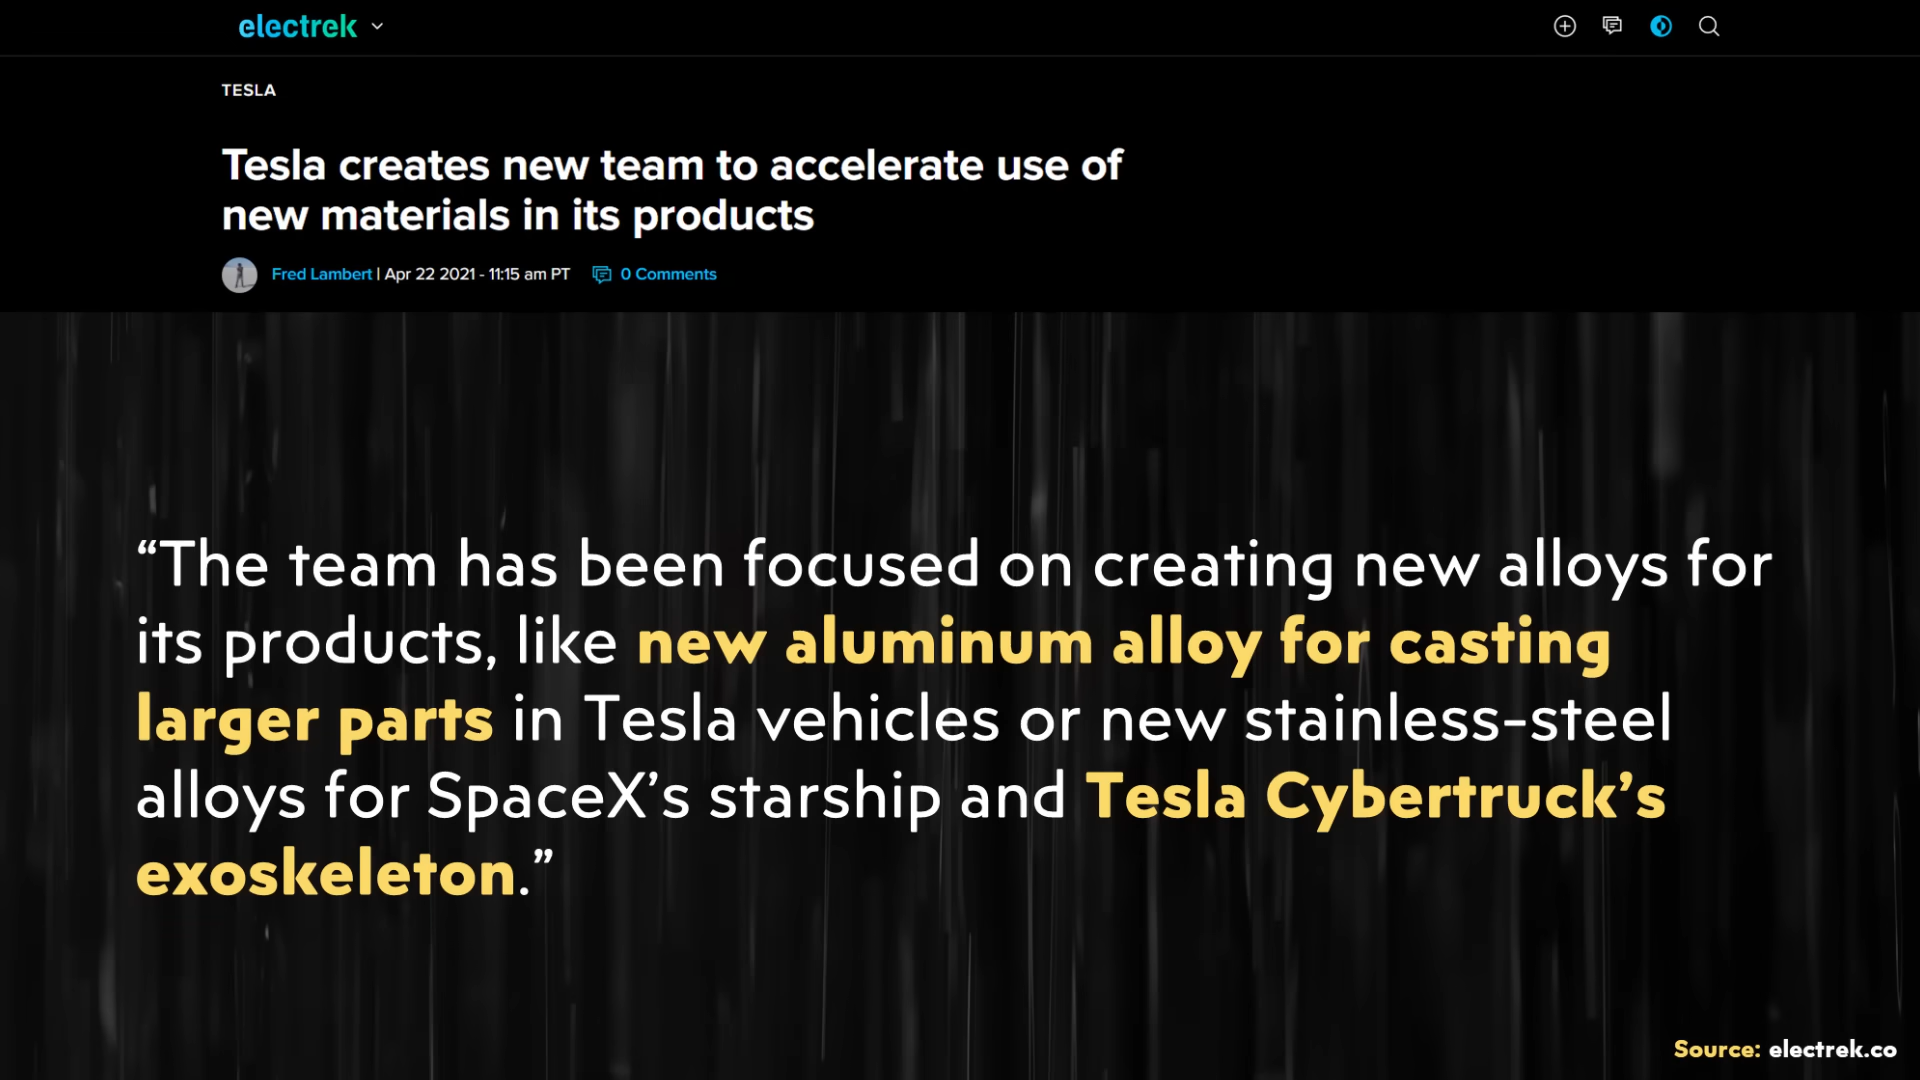 electrek
TESLA
Tesla creates new team to accelerate use of
new materials in its products
Fred Lambert | Apr 22 2021 - 11:15 am PT 0 Comments
“The team has been focused on creating new alloys for
its products, like new aluminum alloy for casting
larger parts in Tesla vehicles or new stainless-steel
alloys for SpaceX’s starship and Tesla Cybertruck’s
exoskeleton.”
Source: electrek.co